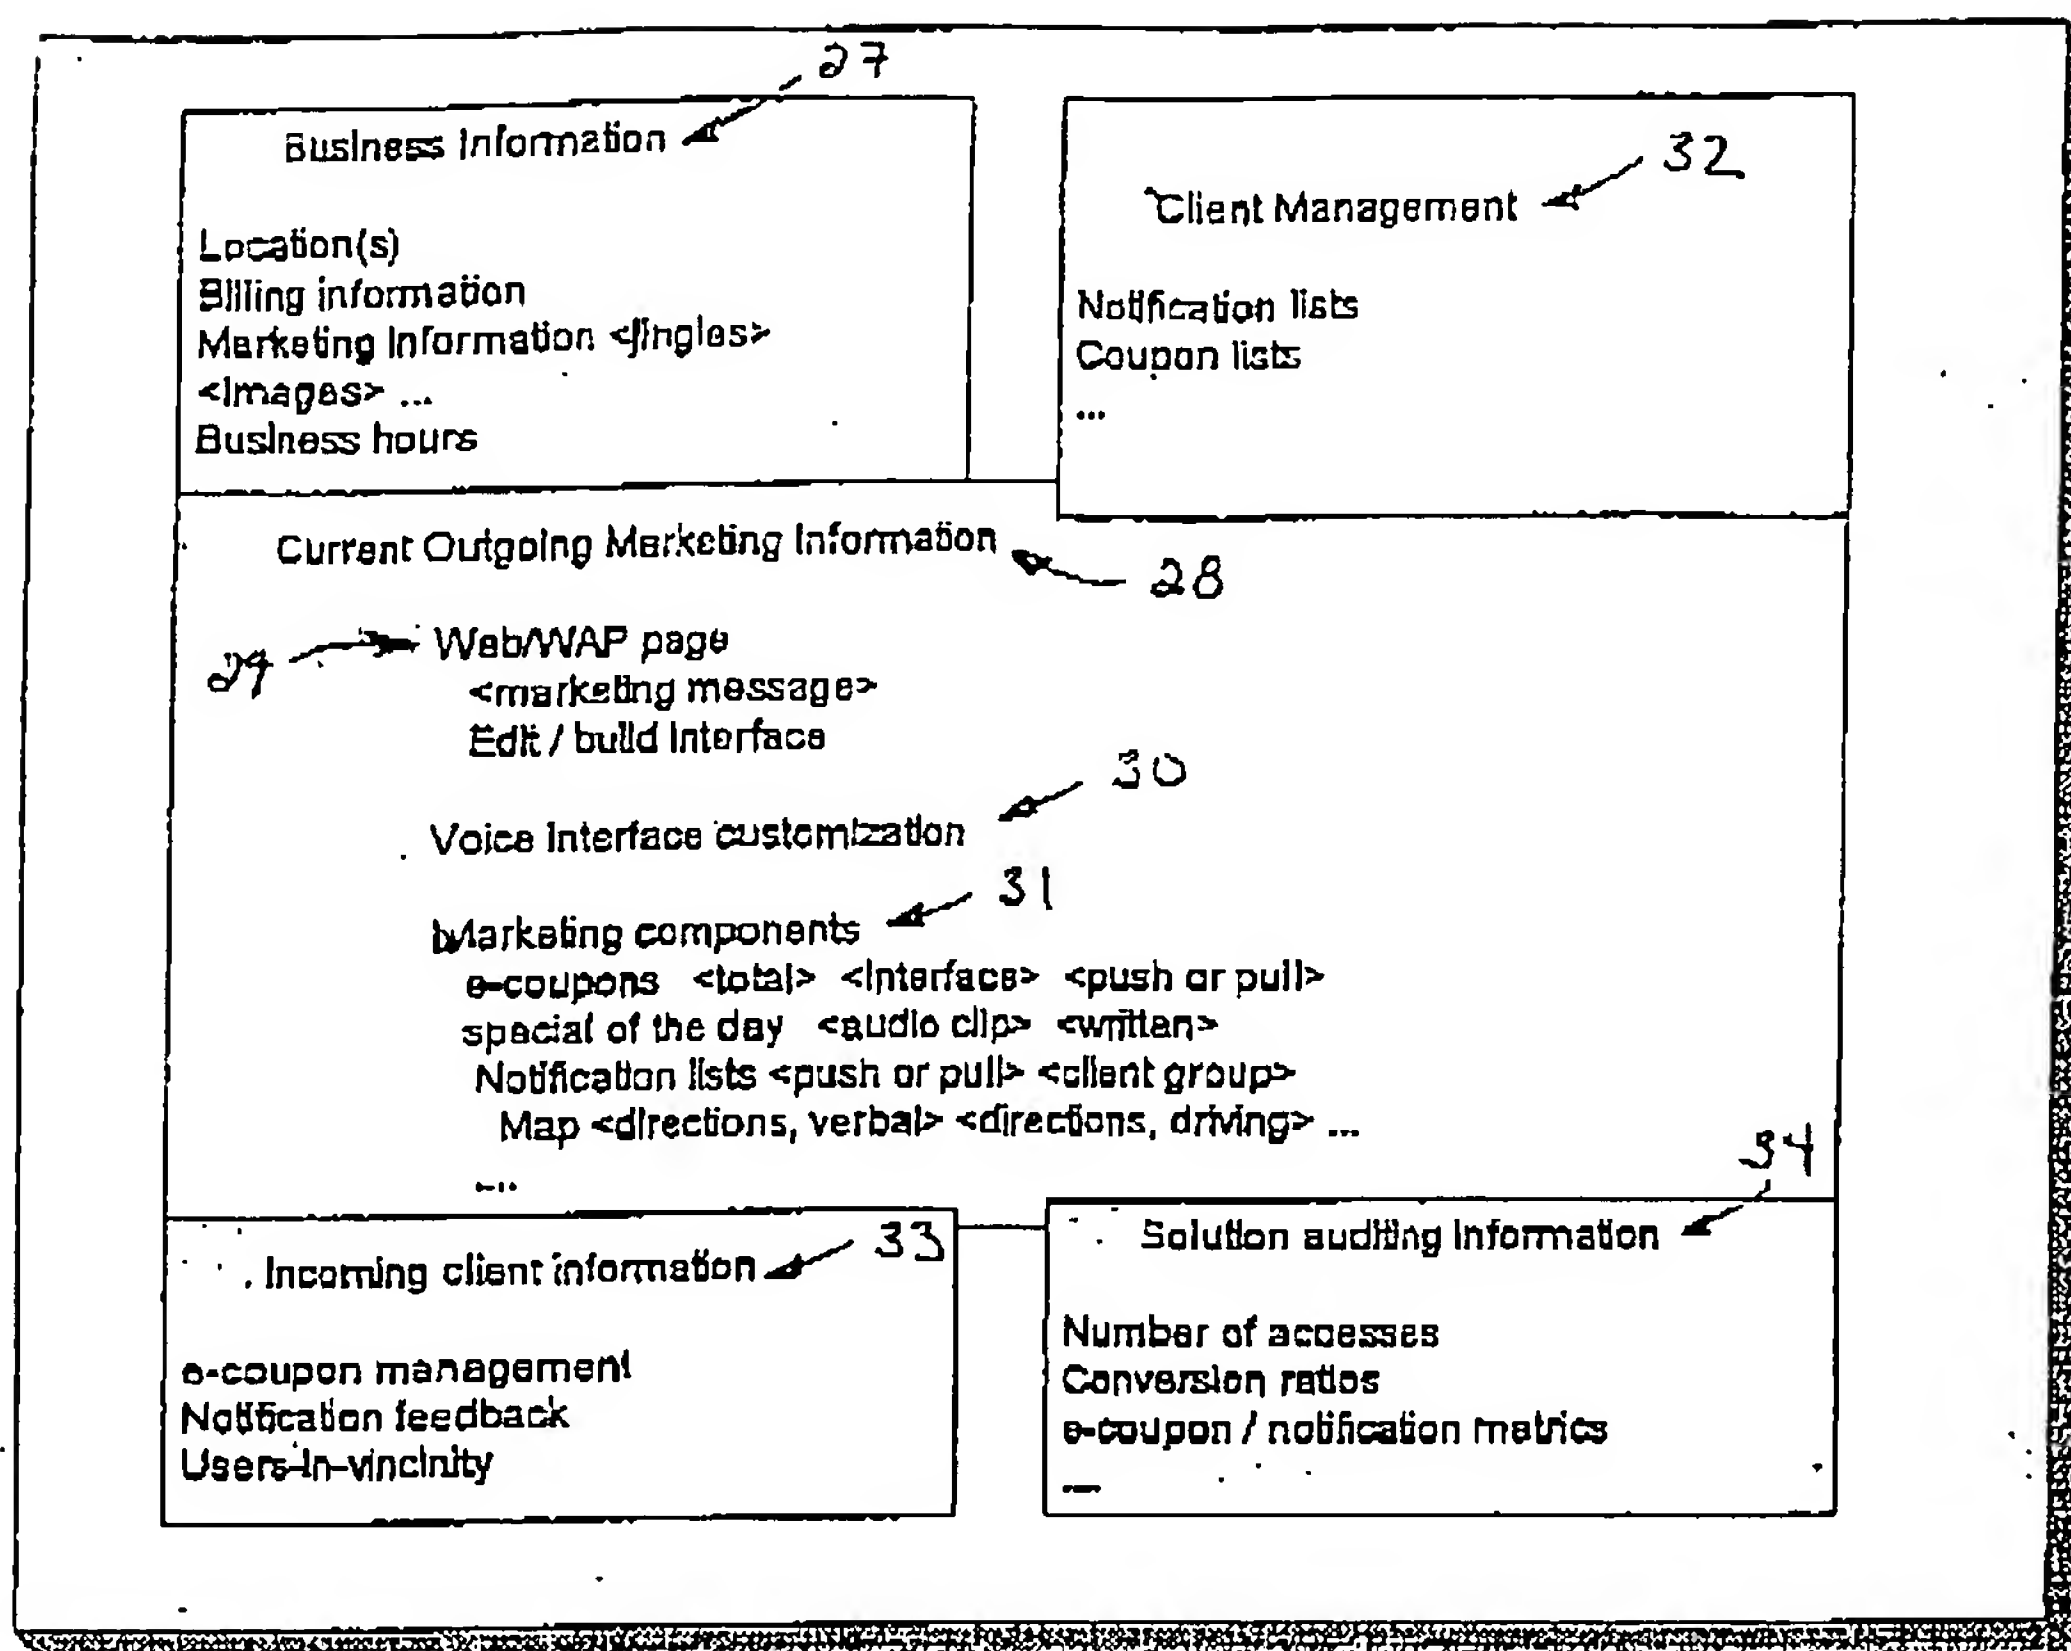 27
Business Information
Location(s)
Billing information
Marketing Information <jingles>
<Images> ...
Business hours
32
Client Management
Notification lists
Coupon lists
...
Current Outgoing Marketing Information
28
29
Web/WAP page
<marketing message>
Edit / build Interface
30
Voice Interface customization
31
Marketing components
e-coupons <total> <Interface> <push or pull>
special of the day <audio clip> <written>
Notification lists <push or pull> <client group>
Map <directions, verbal> <directions, driving> ...
....
33
Incoming client information
e-coupon management
Notification feedback
Users-In-vincinity
34
Solution auditing Information
Number of accesses
Conversion ratios
e-coupon / notification metrics
...